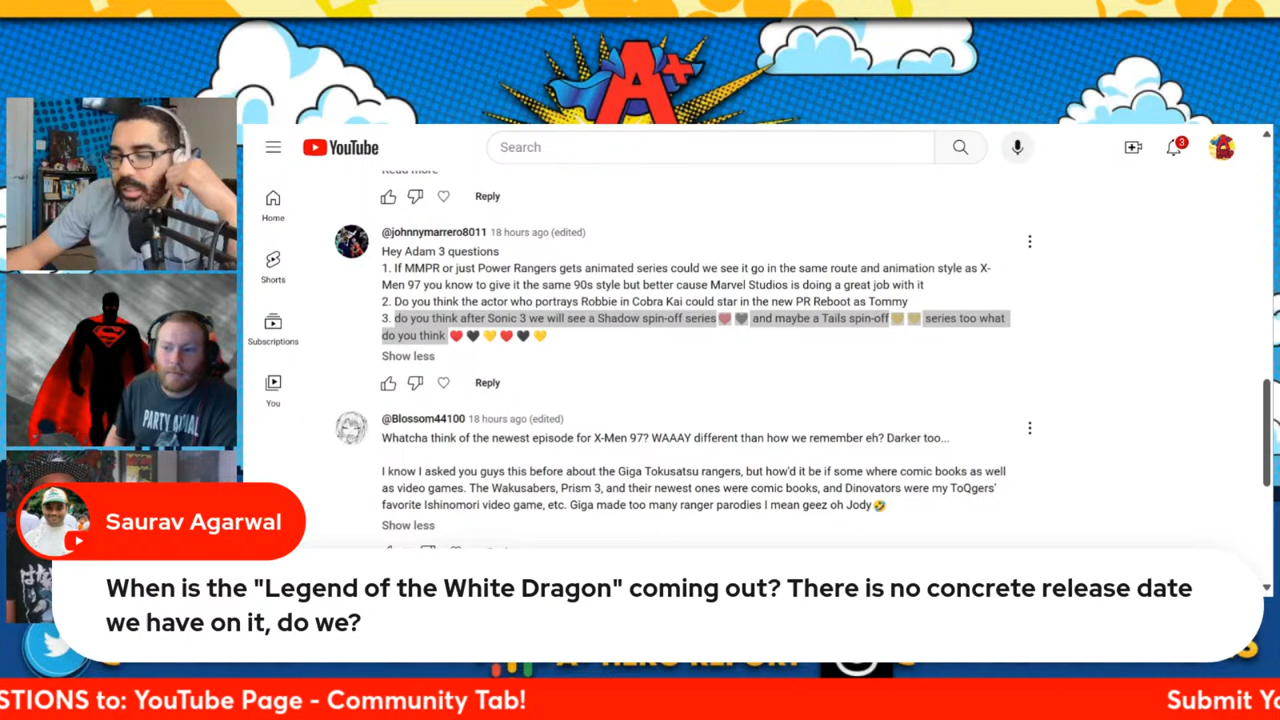 A+
YouTube
Search
3
Home
Shorts
Subscriptions
You
Reply
@johnnymarrero8011 18 hours ago (edited)
Hey Adam 3 questions
1. If MMPR or just Power Rangers gets animated series could we see it go in the same route and animation style as X-
Men 97 you know to give it the same 90s style but better cause Marvel Studios is doing a great job with it
2. Do you think the actor who portrays Robbie in Cobra Kai could star in the new PR Reboot as Tommy
3. do you think after Sonic 3 we will see a Shadow spin-off series❤️🖤 and maybe a Tails spin-off💛💛 series too what
do you think ❤️🖤💛❤️🖤💛
Show less
Reply
@Blossom44100 18 hours ago (edited)
Whatcha think of the newest episode for X-Men 97? WAAAY different than how we remember eh? Darker too...
I know I asked you guys this before about the Giga Tokusatsu rangers, but how'd it be if some where comic books as well
as video games. The Wakusabers, Prism 3, and their newest ones were comic books, and Dinovators were my ToQgers'
favorite Ishinomori video game, etc. Giga made too many ranger parodies I mean geez oh Jody🤣
Show less
PARTY ANIMAL
Saurav Agarwal
When is the "Legend of the White Dragon" coming out? There is no concrete release date
we have on it, do we?
STIONS to: YouTube Page - Community Tab!
Submit Yo